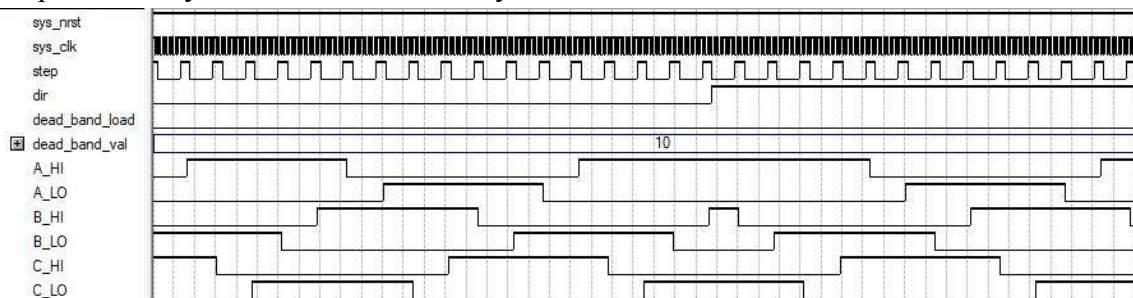 sys_nrst
sys_clk
step
dir
dead_band_load
dead_band_val 10
A_HI
A_LO
B_HI
B_LO
C_HI
C_LO